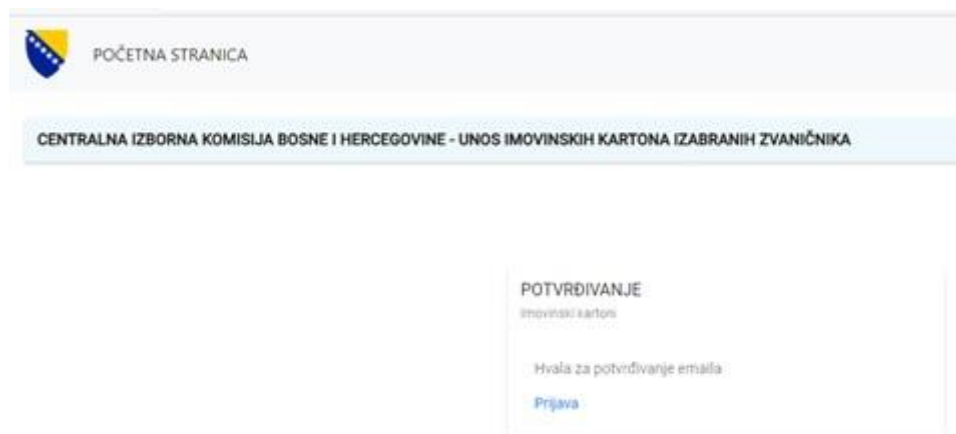 POČETNA STRANICA
CENTRALNA IZBORNA KOMISIJA BOSNE I HERCEGOVINE - UNOS IMOVINSKIH KARTONA IZABRANIH ZVANIČNIKA
POTVRĐIVANJE
Imovinski kartoni
Hvala za potvrđivanje emaila
Prijava